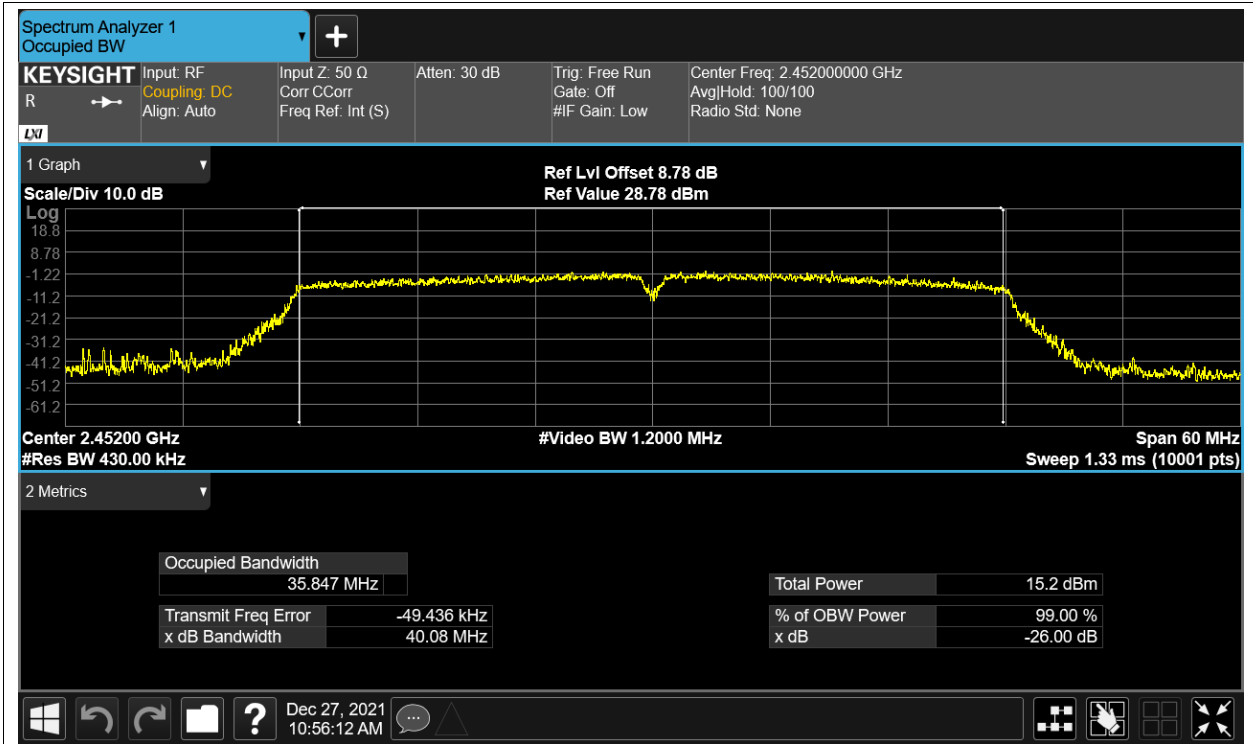 Spectrum Analyzer 1
Occupied BW
KEYSIGHT
R
LXI
Input: RF
Coupling: DC
Align: Auto
Input Z: 50 Ω
Corr CCorr
Freq Ref: Int (S)
Atten: 30 dB
Trig: Free Run
Gate: Off
#IF Gain: Low
Center Freq: 2.452000000 GHz
Avg|Hold: 100/100
Radio Std: None
1 Graph
Scale/Div 10.0 dB
Ref Lvl Offset 8.78 dB
Ref Value 28.78 dBm
Log
18.8
8.78
-1.22
-11.2
-21.2
-31.2
-41.2
-51.2
-61.2
Center 2.45200 GHz
#Res BW 430.00 kHz
#Video BW 1.2000 MHz
Span 60 MHz
Sweep 1.33 ms (10001 pts)
2 Metrics
Occupied Bandwidth
35.847 MHz
Transmit Freq Error -49.436 kHz
x dB Bandwidth 40.08 MHz
Total Power 15.2 dBm
% of OBW Power 99.00 %
x dB -26.00 dB
?
Dec 27, 2021
10:56:12 AM